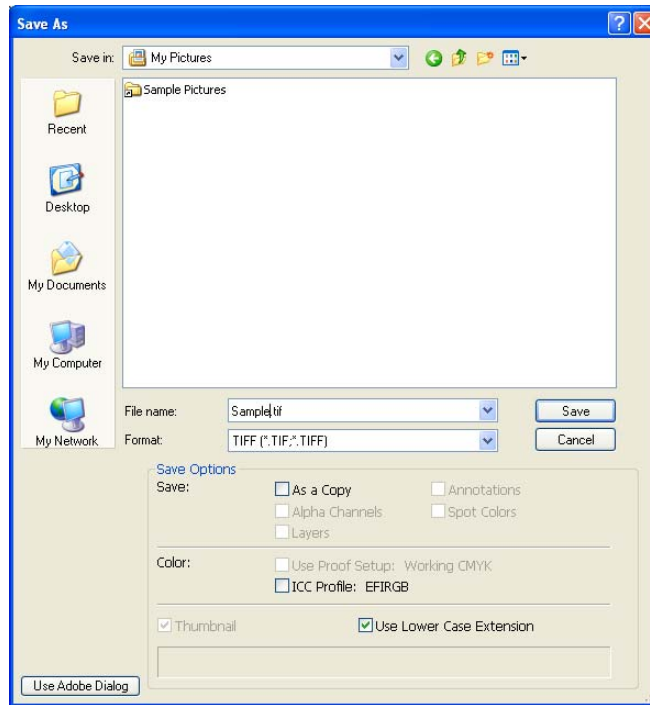 Save As
Save in: My Pictures
Sample Pictures
Recent
Desktop
My Documents
My Computer
My Network
File name: Sample.tif Save
Format: TIFF (*.TIF;*.TIFF) Cancel
Save Options
Save: As a Copy Annotations
Alpha Channels Spot Colors
Layers
Color: Use Proof Setup: Working CMYK
ICC Profile: EFIRGB
Thumbnail Use Lower Case Extension
Use Adobe Dialog